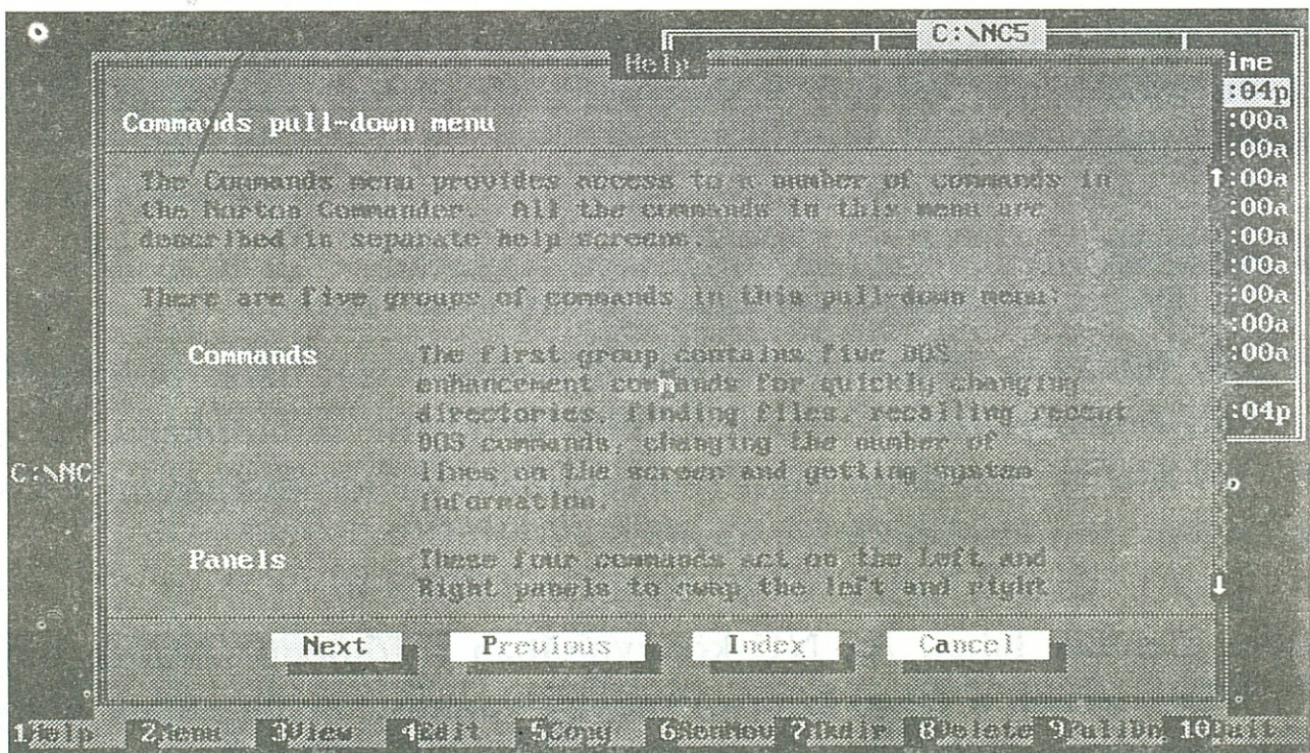 C:\NC5
Help
ime
:04p
Commands pull-down menu
:00a
:00a
The Commands menu provides access to a number of commands in
↑:00a
the Norton Commander. All the commands in this menu are
:00a
described in separate help screens.
:00a
:00a
There are five groups of commands in this pull-down menu:
:00a
:00a
Commands The first group contains five DOS
:00a
enhancement commands for quickly changing
directories, finding files, recalling recent
:04p
DOS commands, changing the number of
C:\NC
lines on the screen and getting system
information.
Panels These four commands act on the Left and
Right panels to swap the left and right
↓
Next Previous Index Cancel
1Help 2Menu 3View 4Edit 5Copy 6RenMov 7Mkdir 8Delete 9PullDn 10Quit